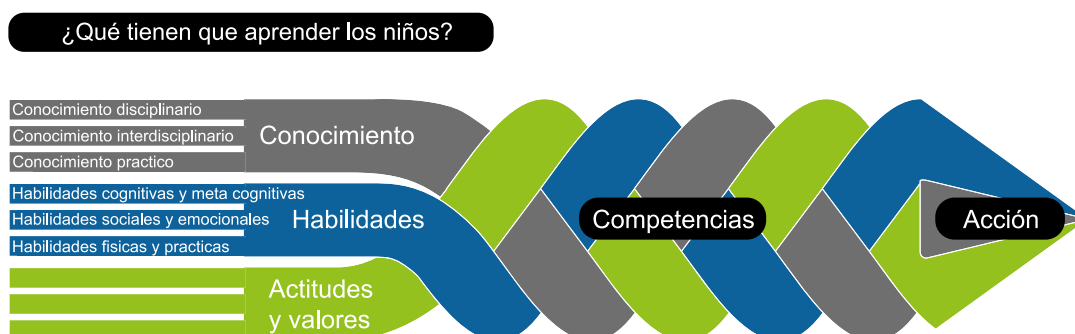 ¿Qué tienen que aprender los niños?
Conocimiento disciplinario
Conocimiento interdisciplinario
Conocimiento practico
Conocimiento
Habilidades cognitivas y meta cognitivas
Habilidades sociales y emocionales
Habilidades fisicas y practicas
Habilidades
Actitudes
y valores
Competencias
Acción